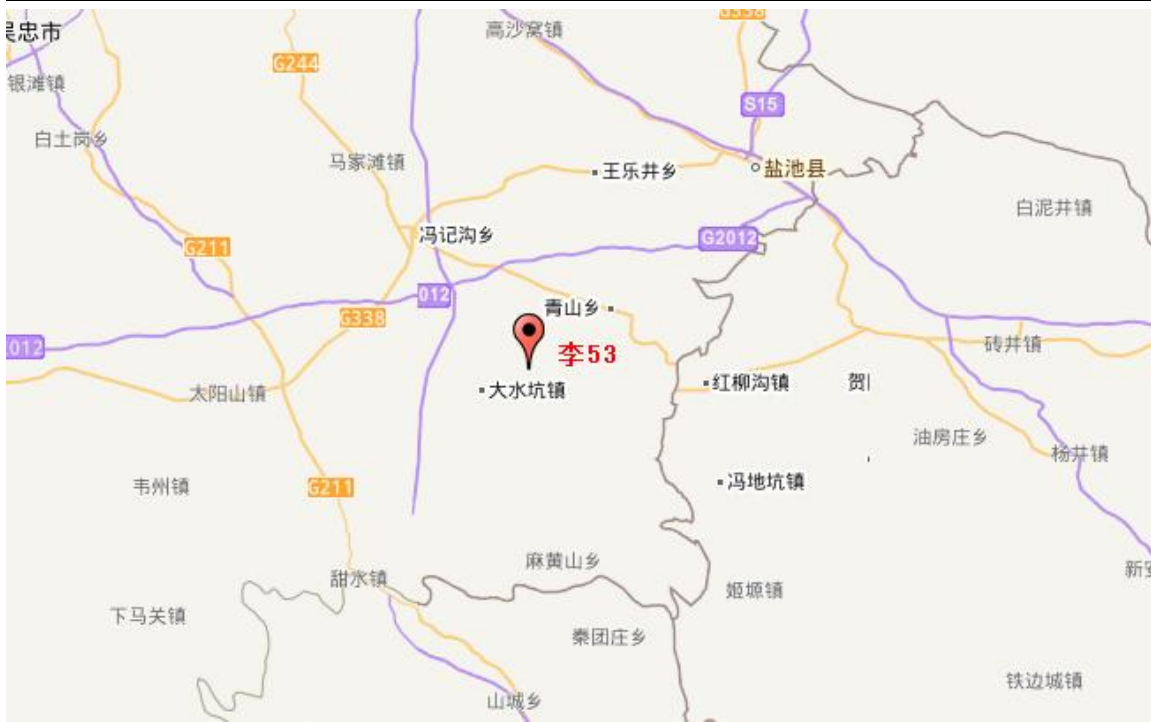 G338
高沙窝镇
吴忠市
G244
银滩镇
S15
白土岗乡
马家滩镇
王乐井乡
盐池县
白泥井镇
冯记沟乡
G211
G2012
012
青山乡
G338
012
李53
砖井镇
大水坑镇
红柳沟镇
太阳山镇
油房庄乡
杨井镇
韦州镇
G211
冯地坑镇
麻黄山乡
甜水镇
姬塬镇
下马关镇
秦团庄乡
铁边城镇
山城乡